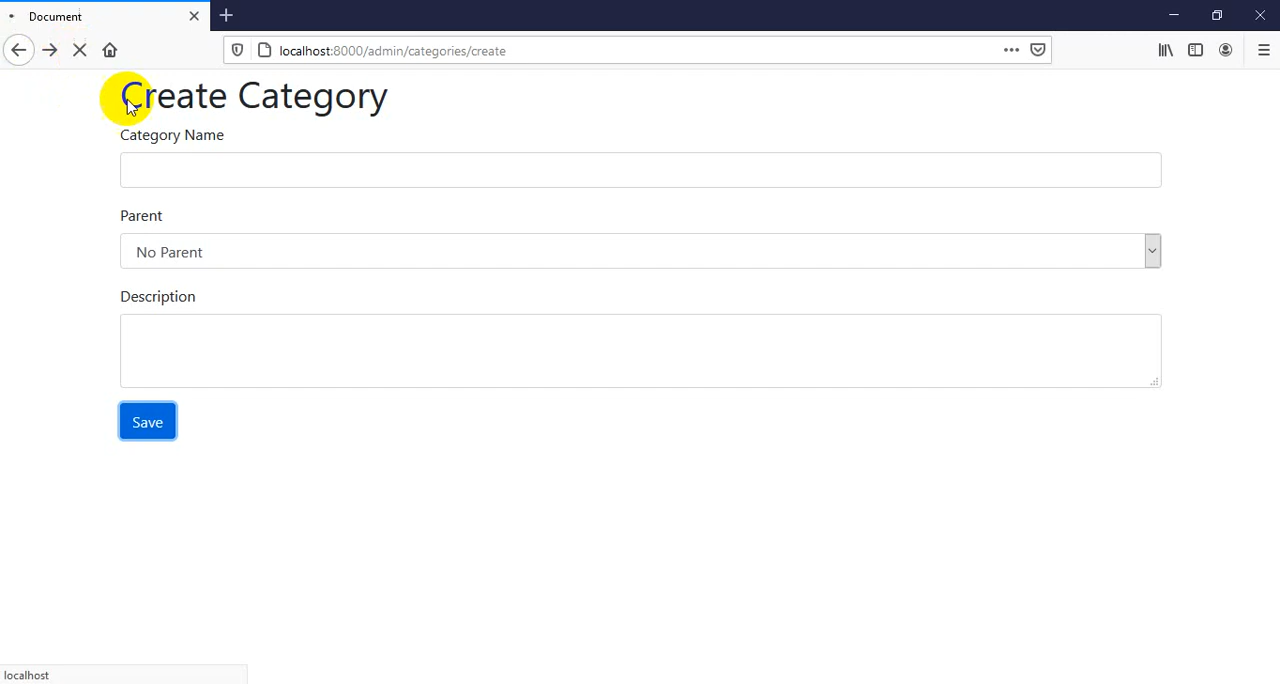 Document
localhost:8000/admin/categories/create
Create Category
Category Name
Parent
No Parent
Description
Save
localhost